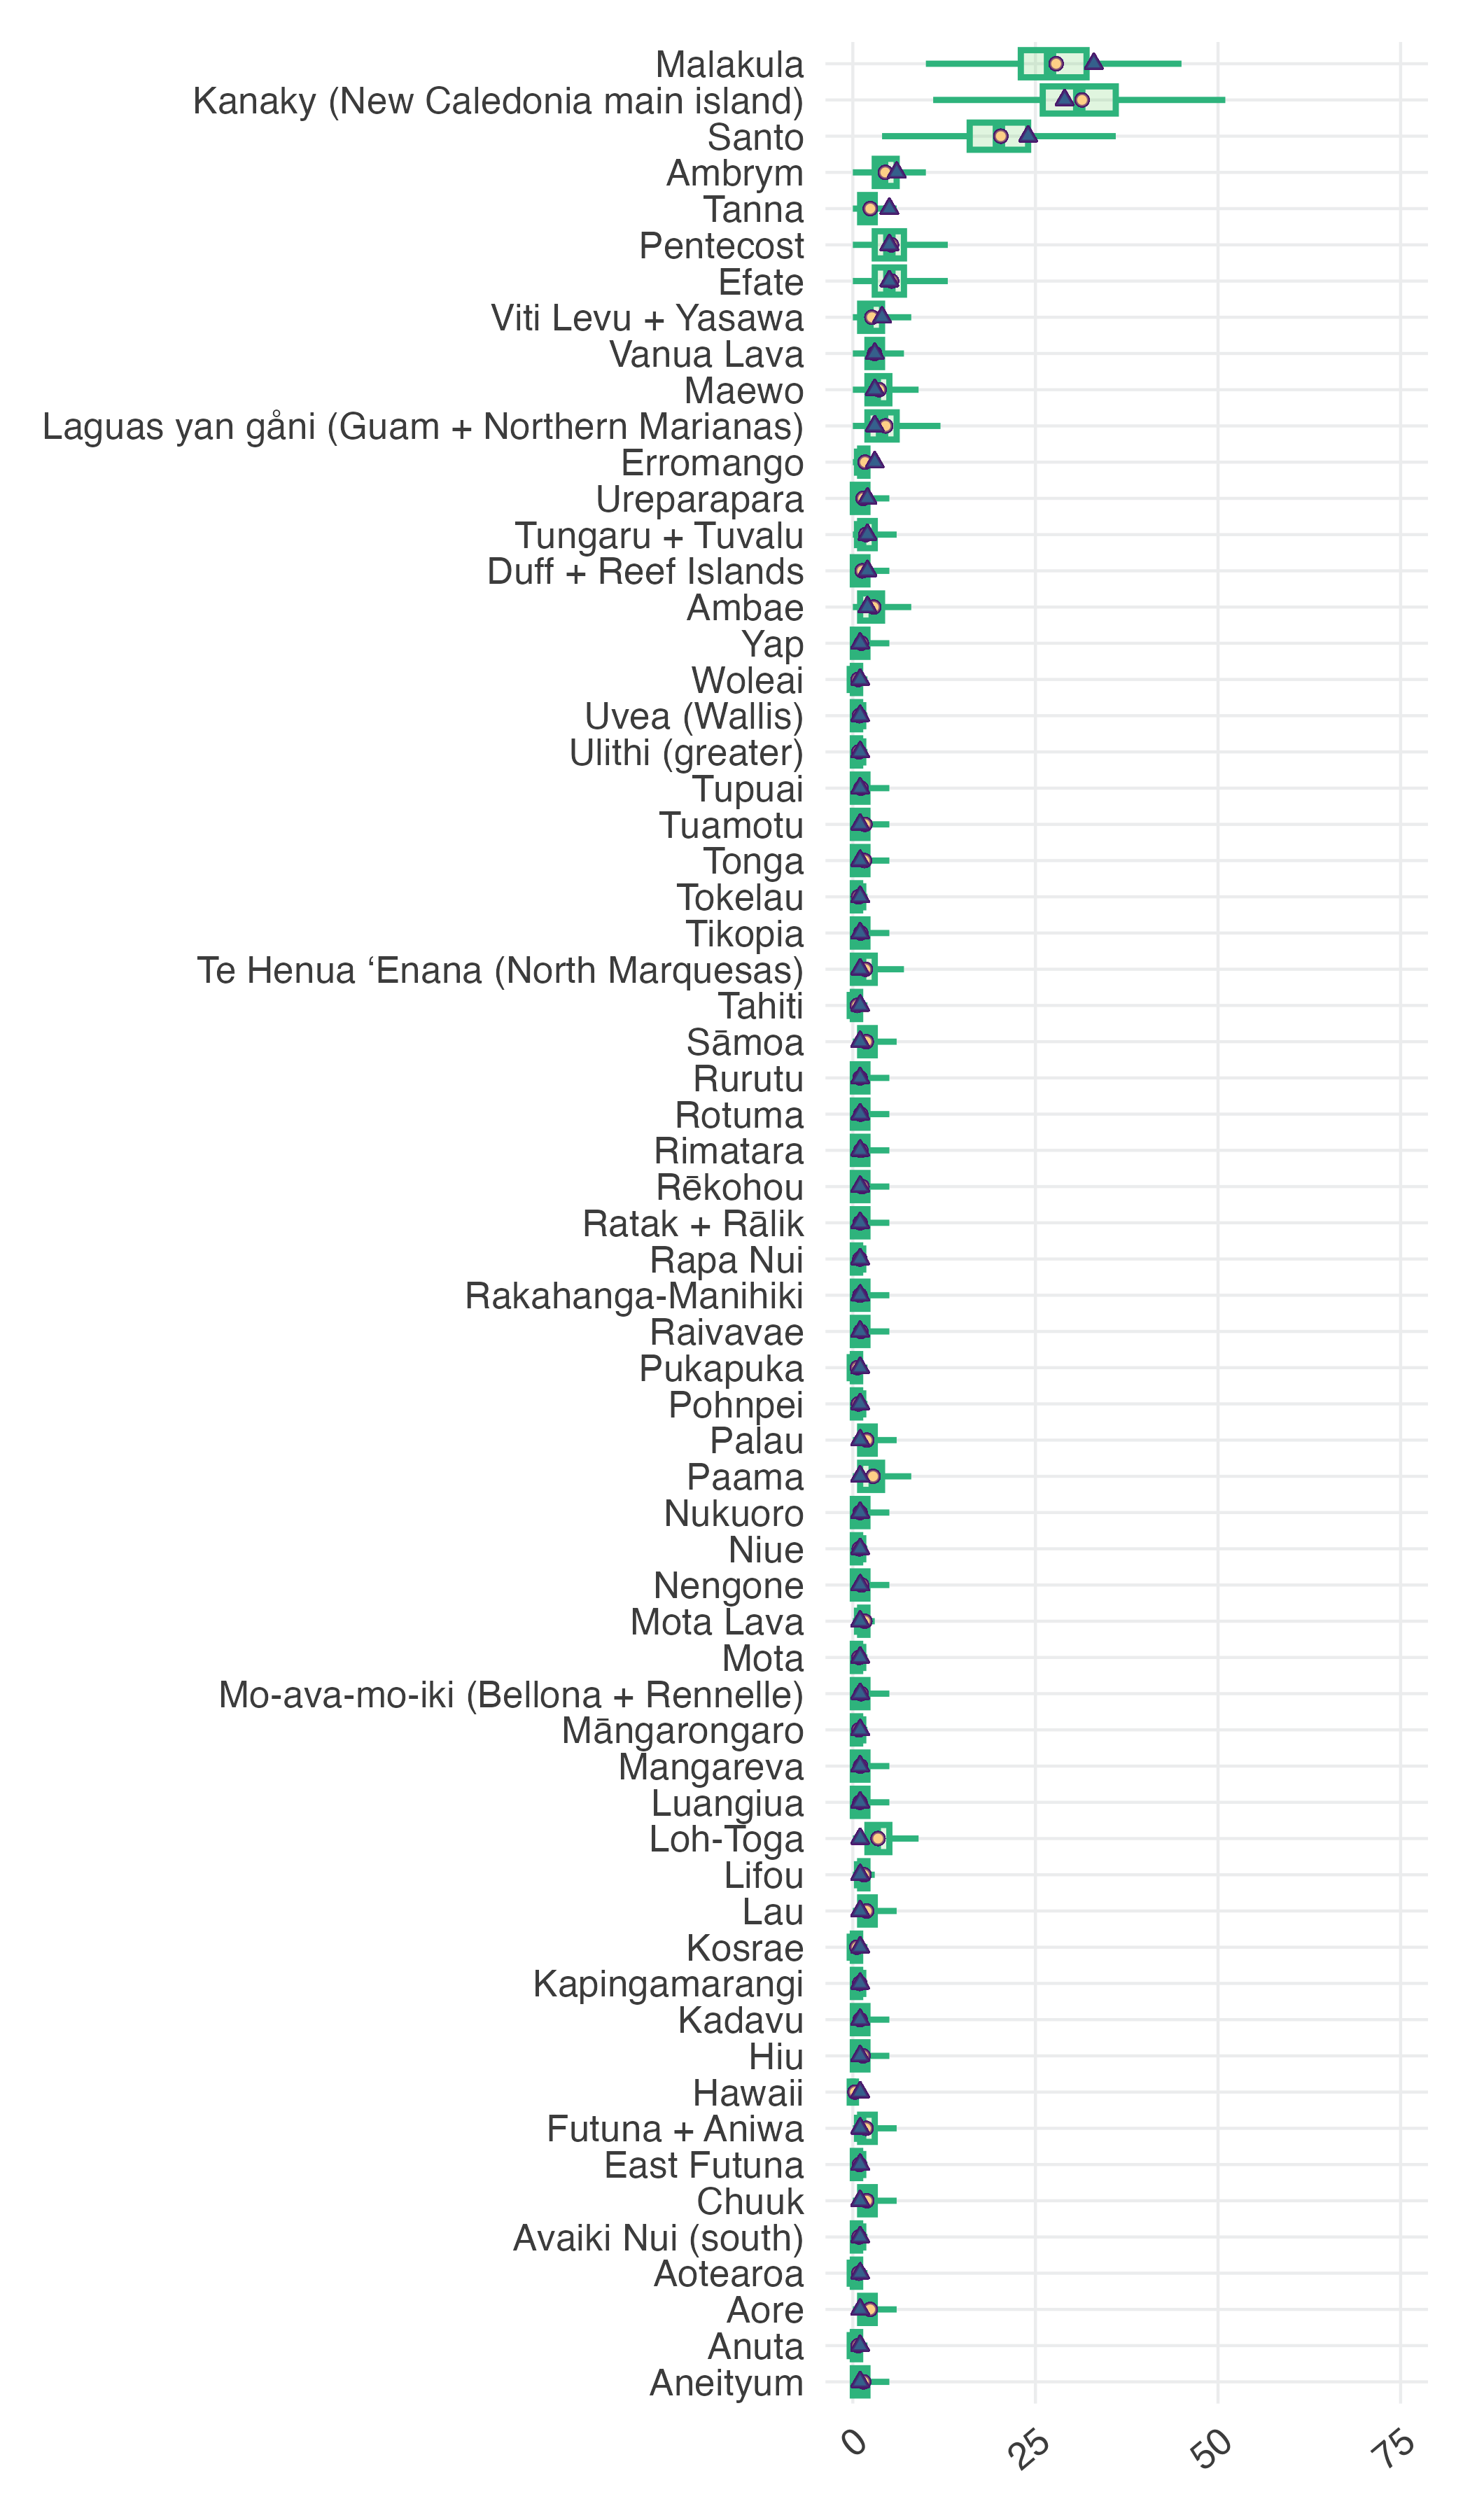 Malakula
Kanaky (New Caledonia main island)
Santo
Ambrym
Tanna
Pentecost
Efate
Viti Levu + Yasawa
Vanua Lava
Maewo
Laguas yan gåni (Guam + Northern Marianas)
Erromango
Ureparapara
Tungaru + Tuvalu
Duff + Reef Islands
Ambae
Yap
Woleai
Uvea (Wallis)
Ulithi (greater)
Tupuai
Tuamotu
Tonga
Tokelau
Tikopia
Te Henua ‘Enana (North Marquesas)
Tahiti
Sāmoa
Rurutu
Rotuma
Rimatara
Rēkohou
Ratak + Rālik
Rapa Nui
Rakahanga-Manihiki
Raivavae
Pukapuka
Pohnpei
Palau
Paama
Nukuoro
Niue
Nengone
Mota Lava
Mota
Mo-ava-mo-iki (Bellona + Rennelle)
Māngarongaro
Mangareva
Luangiua
Loh-Toga
Lifou
Lau
Kosrae
Kapingamarangi
Kadavu
Hiu
Hawaii
Futuna + Aniwa
East Futuna
Chuuk
Avaiki Nui (south)
Aotearoa
Aore
Anuta
Aneityum
0 25 50 75